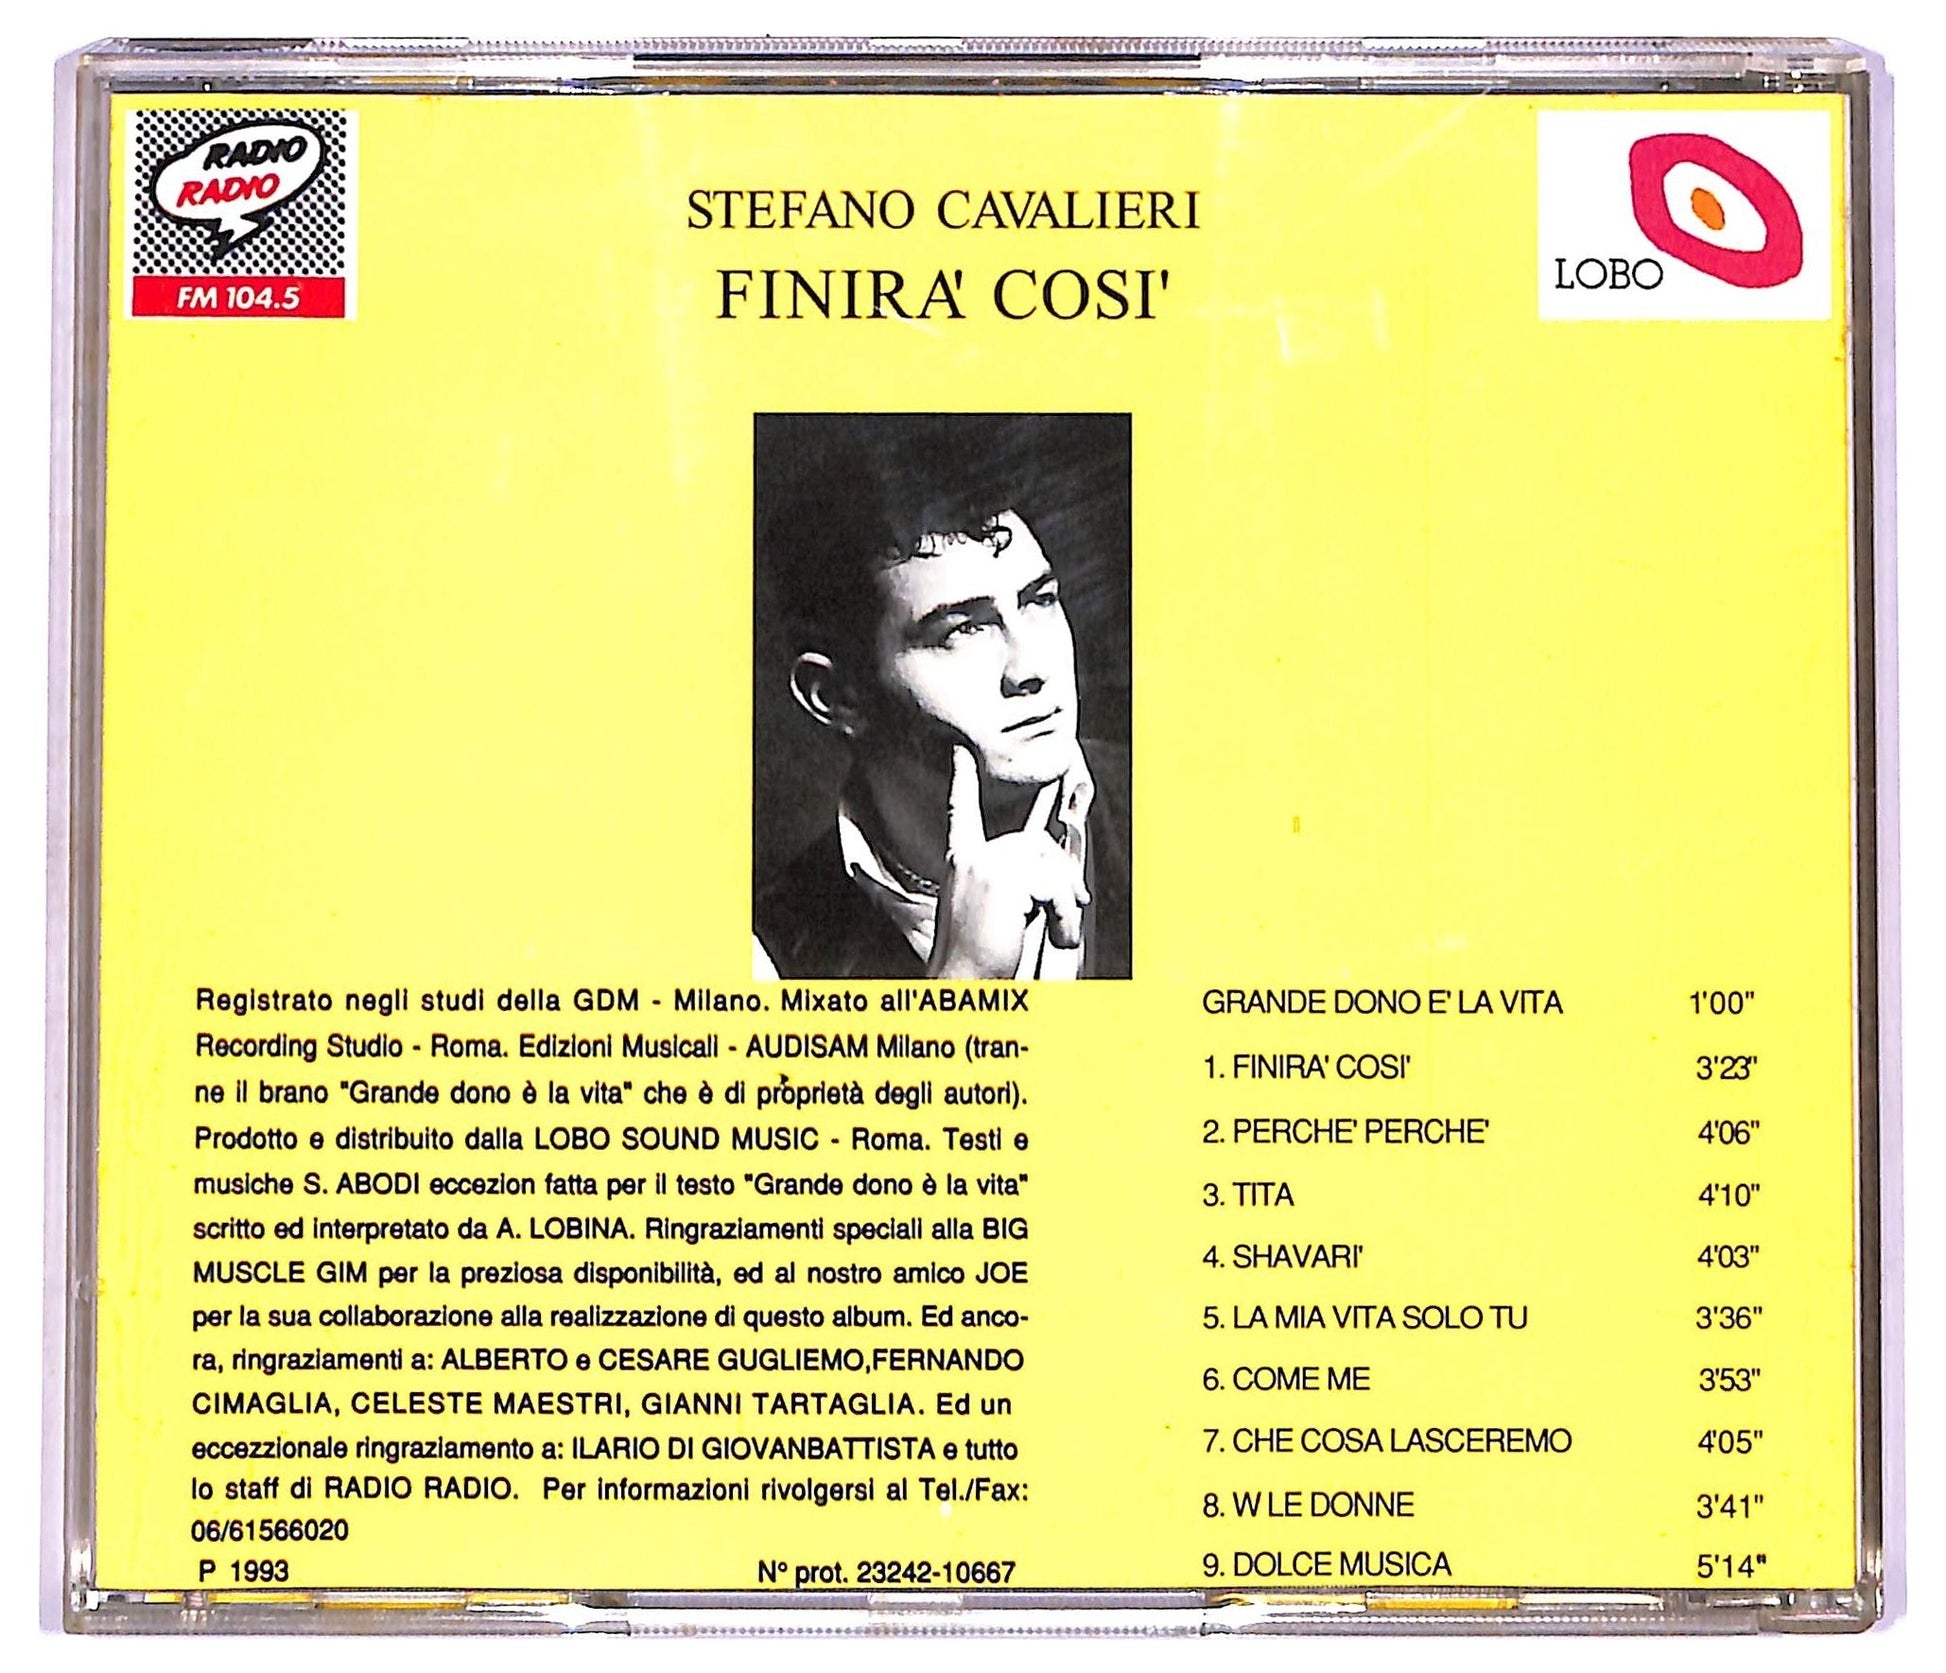 RADIO
RADIO
FM 104.5
STEFANO CAVALIERI
FINIRA' COSI'
LOBO
Registrato negli studi della GDM - Milano. Mixato all'ABAMIX
Recording Studio - Roma. Edizioni Musicali - AUDISAM Milano (tran-
ne il brano "Grande dono è la vita" che è di proprietà degli autori).
Prodotto e distribuito dalla LOBO SOUND MUSIC - Roma. Testi e
musiche S. ABODI eccezion fatta per il testo "Grande dono è la vita"
scritto ed interpretato da A. LOBINA. Ringraziamenti speciali alla BIG
MUSCLE GIM per la preziosa disponibilità, ed al nostro amico JOE
per la sua collaborazione alla realizzazione di questo album. Ed anco-
ra, ringraziamenti a: ALBERTO e CESARE GUGLIEMO,FERNANDO
CIMAGLIA, CELESTE MAESTRI, GIANNI TARTAGLIA. Ed un
eccezzionale ringraziamento a: ILARIO DI GIOVANBATTISTA e tutto
lo staff di RADIO RADIO. Per informazioni rivolgersi al Tel./Fax:
06/61566020
P 1993 N° prot. 23242-10667
GRANDE DONO E' LA VITA 1'00"
1. FINIRA' COSI' 3'23"
2. PERCHE' PERCHE' 4'06"
3. TITA 4'10"
4. SHAVARI' 4'03"
5. LA MIA VITA SOLO TU 3'36"
6. COME ME 3'53"
7. CHE COSA LASCEREMO 4'05"
8. W LE DONNE 3'41"
9. DOLCE MUSICA 5'14"